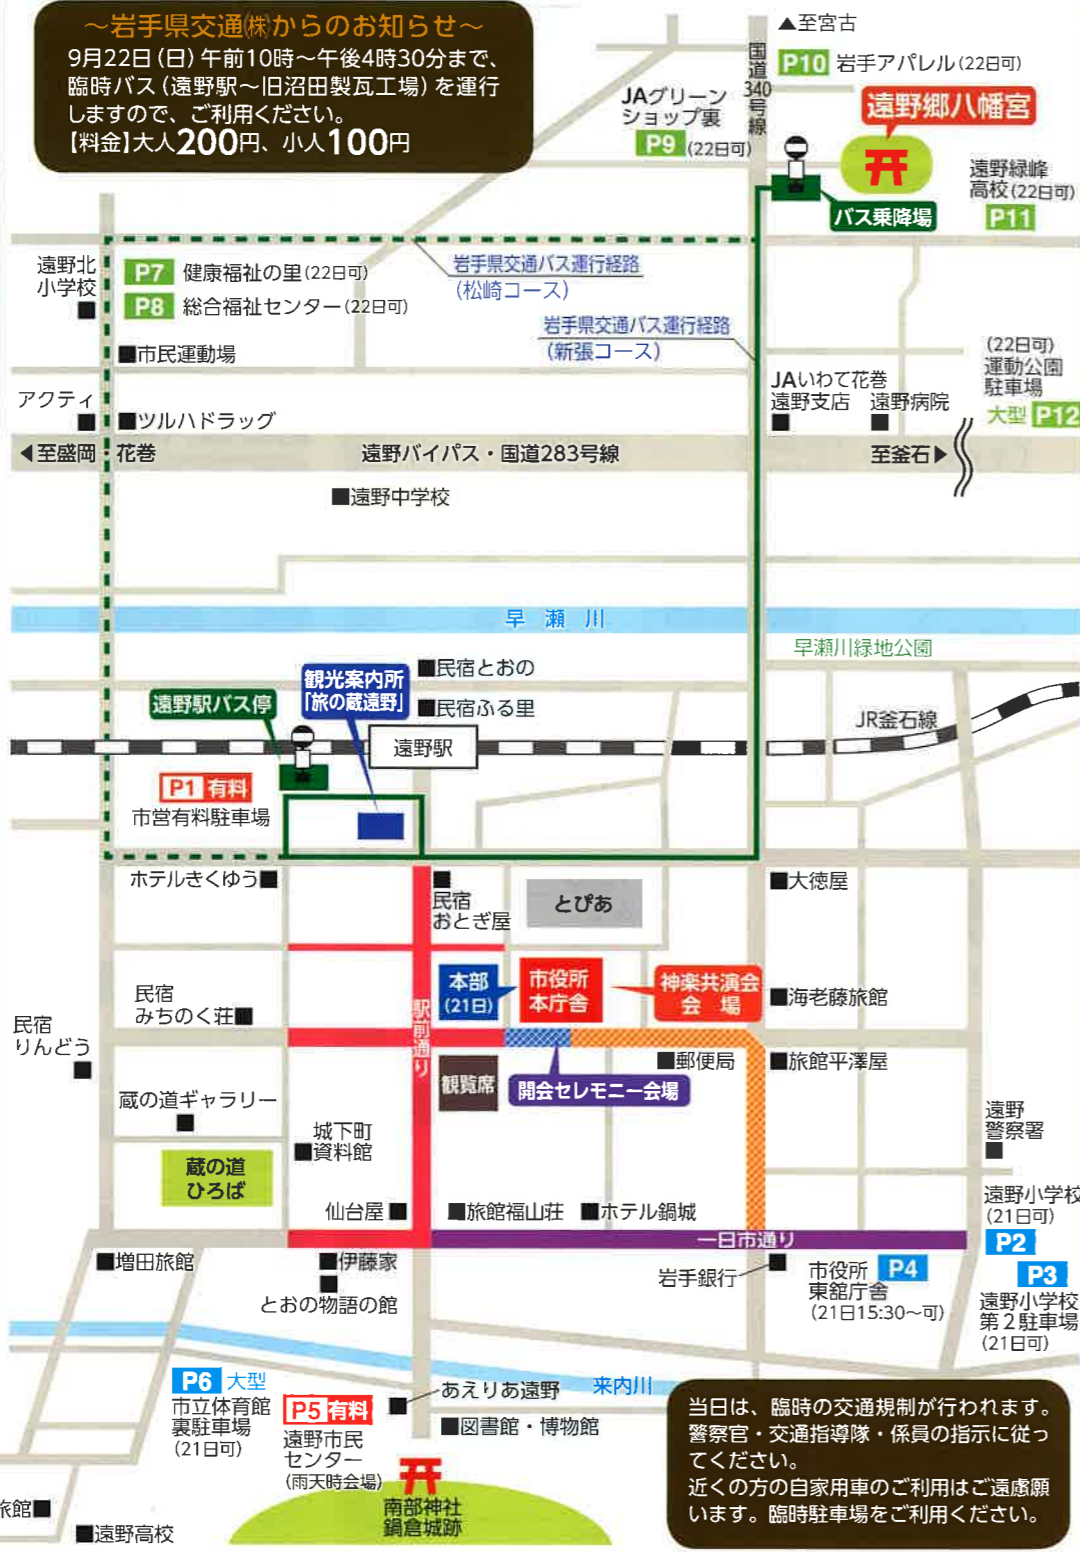 ～岩手県交通㈱からのお知らせ～
9月22日（日）午前10時～午後4時30分まで、
臨時バス（遠野駅～旧沼田製瓦工場）を運行
しますので、ご利用ください。
【料金】大人200円、小人100円
▲至宮古
国道340号線
P10 岩手アパレル(22日可)
JAグリーン
ショップ裏
P9 (22日可)
遠野郷八幡宮
遠野緑峰
高校(22日可)
P11
バス乗降場
遠野北
小学校
P7 健康福祉の里(22日可)
P8 総合福祉センター(22日可)
岩手県交通バス運行経路
(松崎コース)
岩手県交通バス運行経路
(新張コース)
■市民運動場
(22日可)
運動公園
駐車場
大型 P12
アクティ
■ツルハドラッグ
JAいわて花巻
遠野支店
遠野病院
◀至盛岡・花巻
遠野バイパス・国道283号線
至釜石▶
■遠野中学校
早瀬川
早瀬川緑地公園
■民宿とおの
観光案内所
「旅の蔵遠野」
遠野駅バス停
■民宿ふる里
JR釜石線
遠野駅
P1 有料
市営有料駐車場
ホテルきくゆう■
民宿
おとぎ屋
とぴあ
■大徳屋
本部
(21日)
市役所
本庁舎
神楽共演会
会場
■海老藤旅館
民宿
みちのく荘■
駅前通り
民宿
りんどう
観覧席
開会セレモニー会場
■郵便局
■旅館平澤屋
蔵の道ギャラリー
城下町
■資料館
遠野
警察署
蔵の道
ひろば
仙台屋■
■旅館福山荘
■ホテル鍋城
遠野小学校
(21日可)
P2
一日市通り
■増田旅館
■伊藤家
とおの物語の館
岩手銀行
市役所 P4
東舘庁舎
(21日15:30～可)
P3
遠野小学校
第２駐車場
(21日可)
P6 大型
市立体育館
裏駐車場
(21日可)
P5 有料
遠野市民
センター
(雨天時会場)
あえりあ遠野
来内川
■図書館・博物館
南部神社
鍋倉城跡
旅館■
■遠野高校
当日は、臨時の交通規制が行われます。
警察官・交通指導隊・係員の指示に従っ
てください。
近くの方の自家用車のご利用はご遠慮願
います。臨時駐車場をご利用ください。